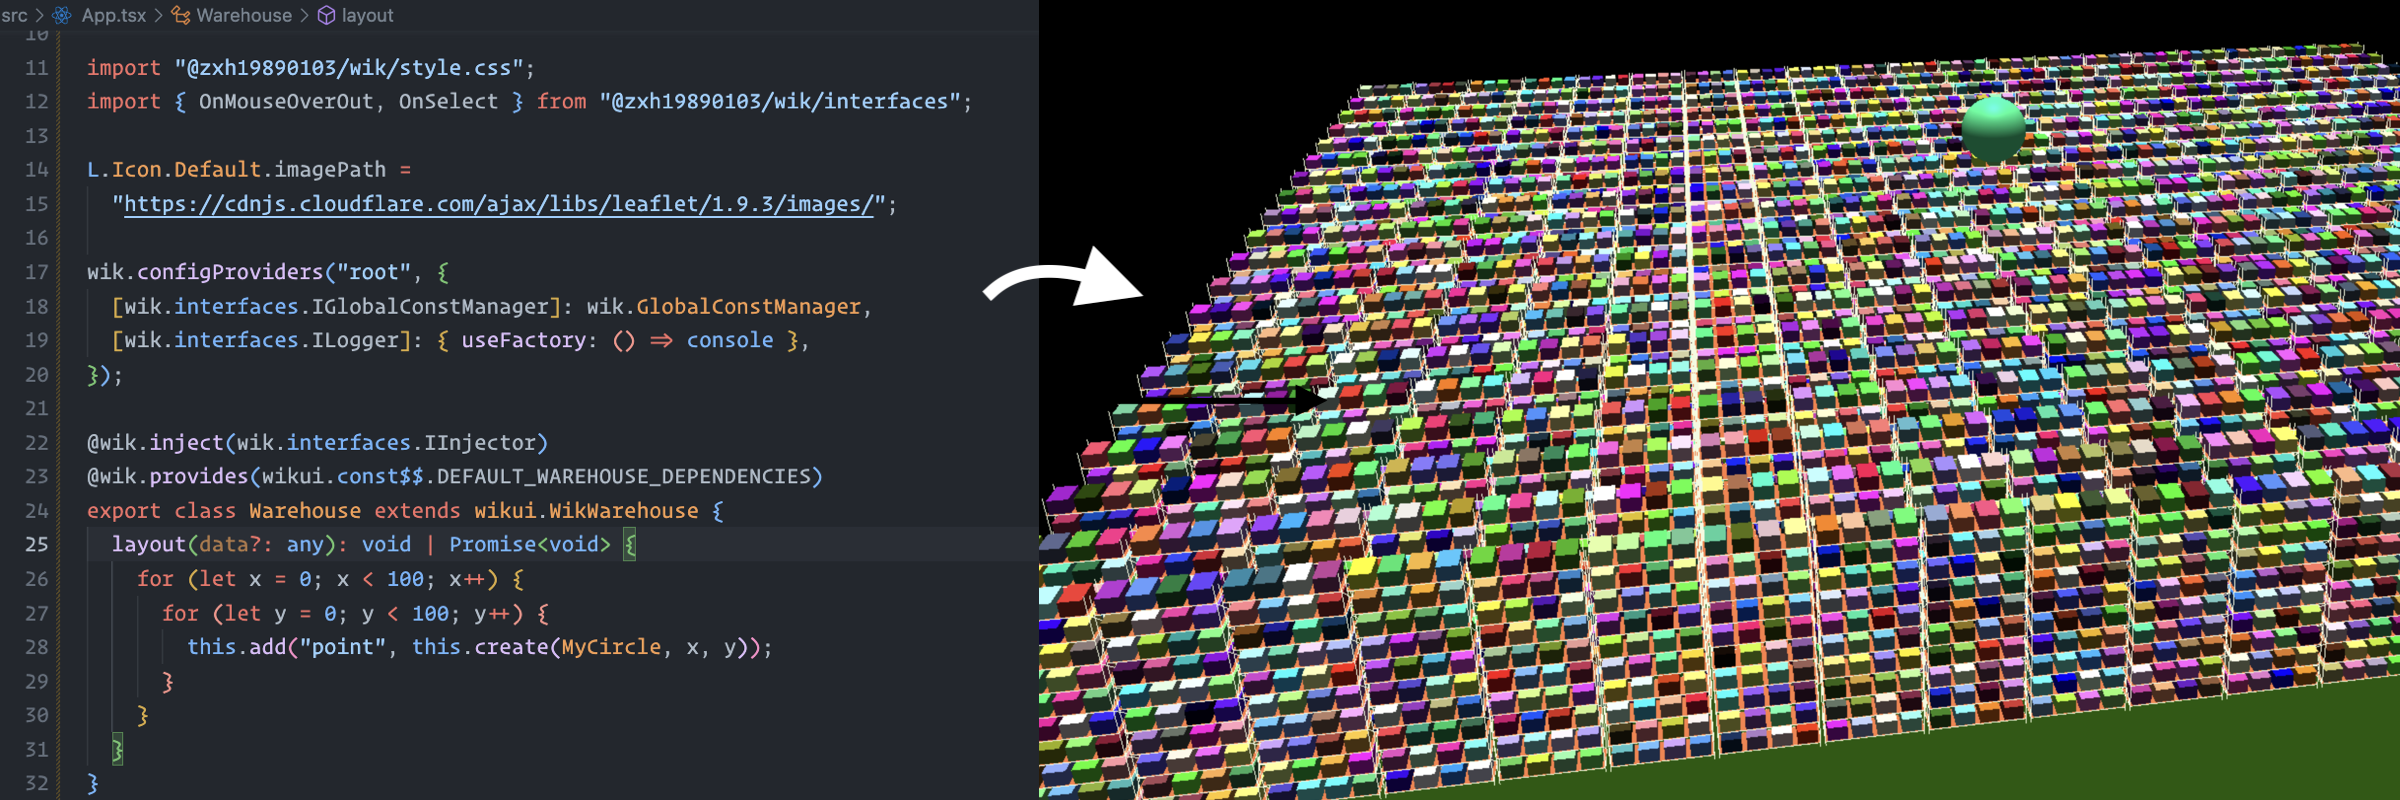 src > App.tsx > Warehouse > layout
10
11 import "@zxh19890103/wik/style.css";
12 import { OnMouseOverOut, OnSelect } from "@zxh19890103/wik/interfaces";
13
14 L.Icon.Default.imagePath =
15 "https://cdnjs.cloudflare.com/ajax/libs/leaflet/1.9.3/images/";
16
17 wik.configProviders("root", {
18 [wik.interfaces.IGlobalConstManager]: wik.GlobalConstManager,
19 [wik.interfaces.ILogger]: { useFactory: () => console },
20 });
21
22 @wik.inject(wik.interfaces.IInjector)
23 @wik.provides(wikui.const$$.DEFAULT_WAREHOUSE_DEPENDENCIES)
24 export class Warehouse extends wikui.WikWarehouse {
25 layout(data?: any): void | Promise<void> {
26 for (let x = 0; x < 100; x++) {
27 for (let y = 0; y < 100; y++) {
28 this.add("point", this.create(MyCircle, x, y));
29 }
30 }
31 }
32 }